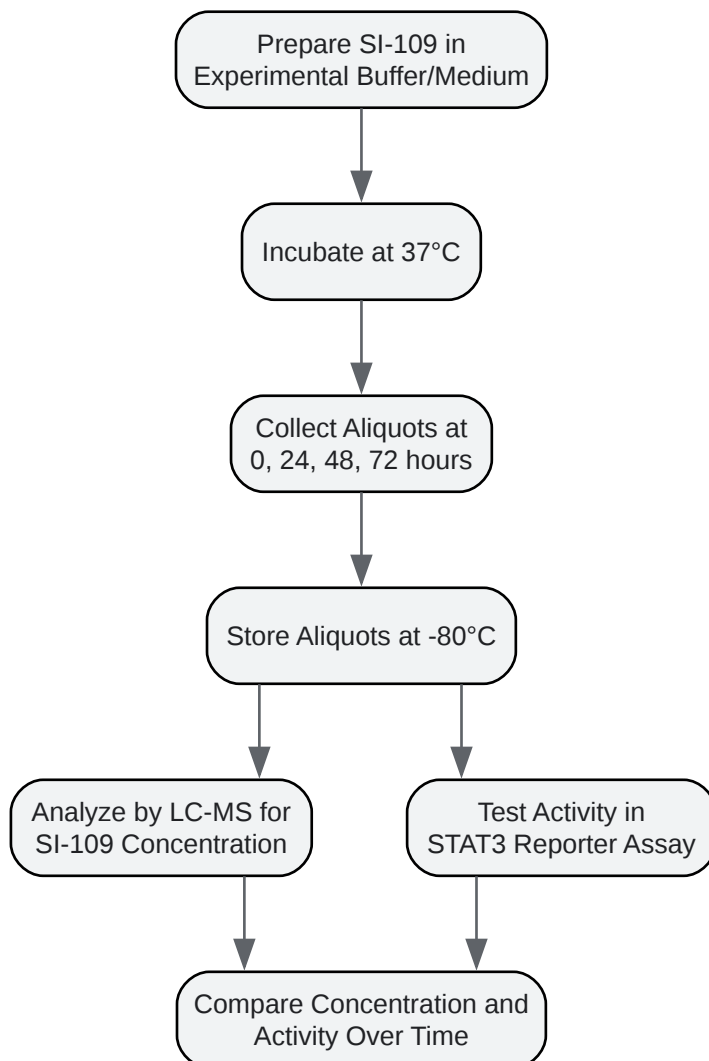 Prepare SI-109 in
Experimental Buffer/Medium
Incubate at 37°C
Collect Aliquots at
0, 24, 48, 72 hours
Store Aliquots at -80°C
Analyze by LC-MS for
SI-109 Concentration
Test Activity in
STAT3 Reporter Assay
Compare Concentration and
Activity Over Time